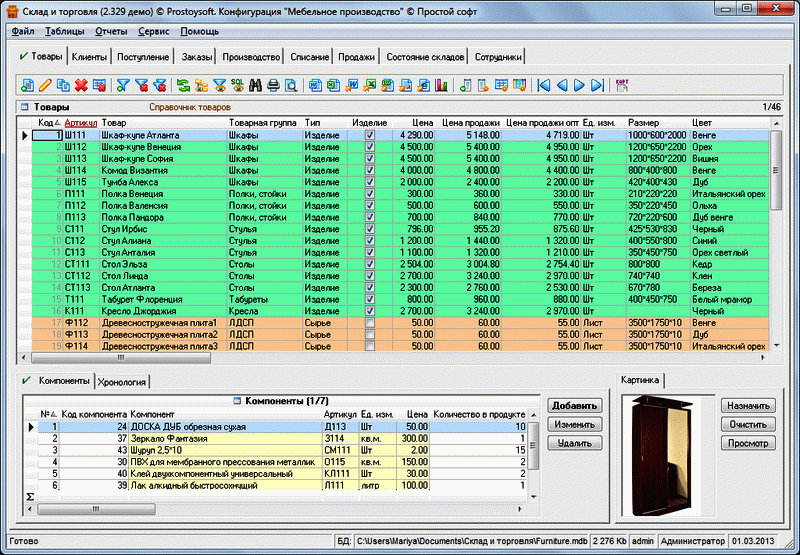 Склад и торговля (2.329 демо) © Prostoysoft. Конфигурация "Мебельное производство" © Простой софт
Файл Таблицы Отчеты Сервис Помощь
Товары Клиенты Поступление Заказы Производство Списание Продажи Состояние складов Сотрудники
SQL КАРТ
Товары Справочник товаров 1/46
Код Артикул Товар Товарная группа Тип Изделие Цена Цена продажи Цена продажи опт Ед. изм. Размер Цвет
1 Ш111 Шкаф-купе Атланта Шкафы Изделие 4 290.00 5 148.00 4 719.00 Шт 1000*600*2000 Венге
2 Ш112 Шкаф-купе Венеция Шкафы Изделие 4 500.00 5 400.00 4 950.00 Шт 1200*650*2200 Орех
3 Ш113 Шкаф-купе София Шкафы Изделие 4 500.00 5 400.00 4 950.00 Шт 1200*650*2200 Вишня
4 Ш114 Комод Византия Шкафы Изделие 4 000.00 4 800.00 4 400.00 Шт 800*400*800 Венге
5 Ш115 Тумба Алекса Шкафы Изделие 2 000.00 2 400.00 2 200.00 Шт 420*400*430 Дуб
6 П111 Полка Венеция Полки, стойки Изделие 300.00 360.00 330.00 Шт 210*220*220 Итальянский орех
7 П112 Полка Валенсия Полки, стойки Изделие 500.00 600.00 550.00 Шт 350*220*450 Ольха
8 П113 Полка Пандора Полки, стойки Изделие 700.00 840.00 770.00 Шт 720*220*600 Дуб венге
9 С111 Стул Ирбис Стулья Изделие 796.00 955.20 875.60 Шт 425*530*830 Черный
10 СТ112 Стул Алиана Стулья Изделие 1 200.00 1 440.00 1 320.00 Шт 400*550*800 Синий
11 СТ113 Стул Анталия Стулья Изделие 1 100.00 1 320.00 1 210.00 Шт 350*450*750 Орех светлый
12 СТ111 Стол Эльза Столы Изделие 2 504.00 3 004.80 2 754.40 Шт 800*800 Кедр
13 СТ112 Стол Линда Столы Изделие 2 700.00 3 240.00 2 970.00 Шт 740*740 Клен
14 СТ113 Стол Атланта Столы Изделие 2 300.00 2 760.00 2 530.00 Шт 670*780 Береза
15 Т111 Табурет Флоренция Табуреты Изделие 800.00 960.00 880.00 Шт 400*450*750 Белый мрамор
16 К111 Кресло Джорджия Кресла Изделие 2 700.00 3 240.00 2 970.00 Шт Черный
17 Ф112 Древесностружечная плита1 ЛДСП Сырье 50.00 60.00 55.00 Лист 3500*1750*10 Венге
18 Ф113 Древесностружечная плита2 ЛДСП Сырье 50.00 60.00 55.00 Лист 3500*1750*10 Дуб
19 Ф114 Древесностружечная плита3 ЛДСП Сырье 50.00 60.00 55.00 Лист 3500*1750*10 Итальянский орех
Компоненты Хронология Картинка
Компоненты (1/7)
№ Код компонента Компонент Артикул Ед. изм. Цена Количество в продукте
1 24 ДОСКА ДУБ обрезная сухая Д113 Шт 50.00 10
2 37 Зеркало Фантазия З114 кв.м. 300.00 1
3 43 Шуруп 2,5*10 СМ111 Шт 2.00 15
4 30 ПВХ для мембранного прессования металлик О115 кв.м. 150.00 2
5 40 Клей двухкомпонентный универсальный КЛ111 Шт 30.00 2
6 39 Лак алкидный быстросохнущий Л111 литр 100.00 1
Σ
Добавить
Изменить
Удалить
Назначить
Очистить
Просмотр
Готово БД: C:\Users\Mariya\Documents\Склад и торговля\Furniture.mdb 2 276 Kb admin Администратор 01.03.2013